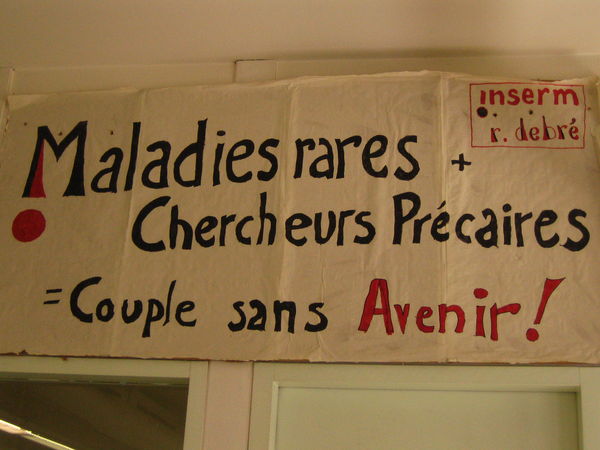 inserm
r. debré
Maladies rares +
Chercheurs Précaires
= Couple sans Avenir!